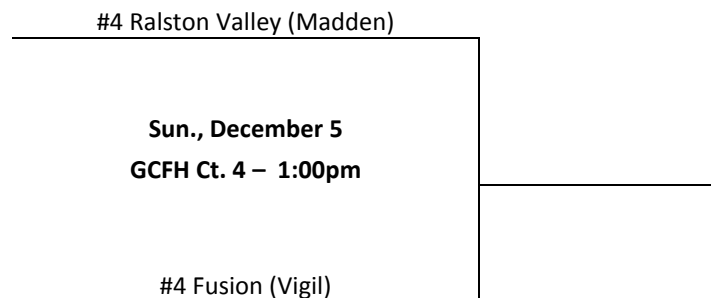 #4 Ralston Valley (Madden)
Sun., December 5
GCFH Ct. 4 – 1:00pm
#4 Fusion (Vigil)